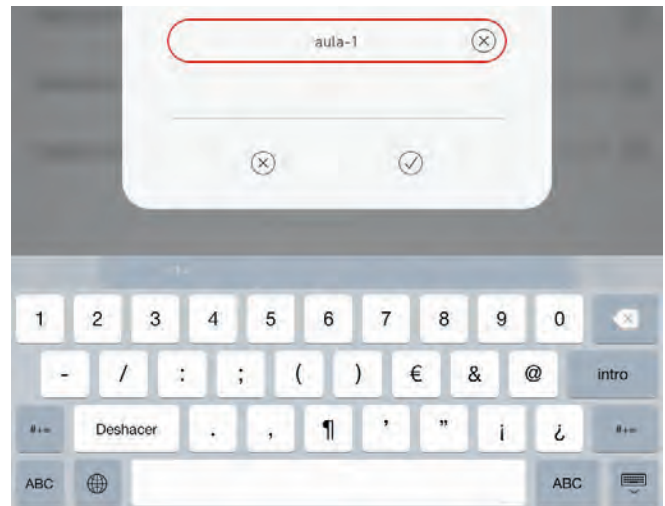 aula-1
1 2 3 4 5 6 7 8 9 0
- / : ; ( ) € & @ intro
#+= Deshacer . , ¶ ' " ¡ ¿ #+=
ABC ABC